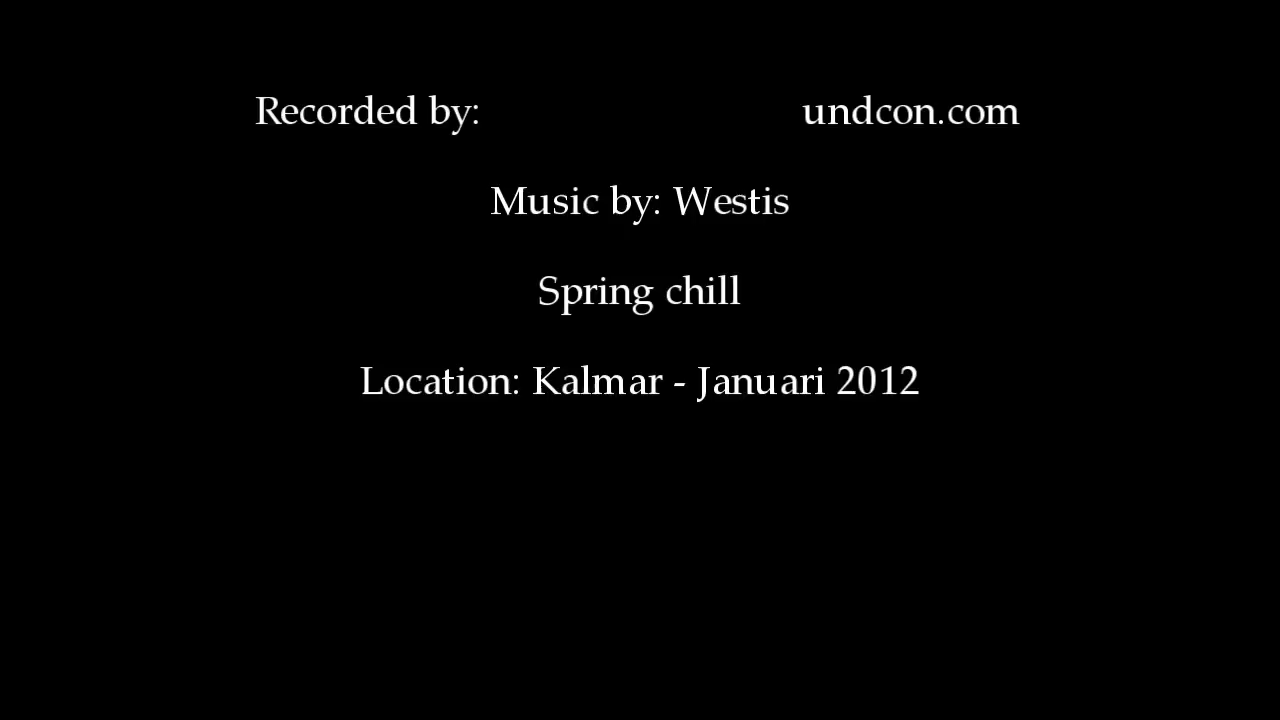 Recorded by: undcon.com
Music by: Westis
Spring chill
Location: Kalmar - Januari 2012